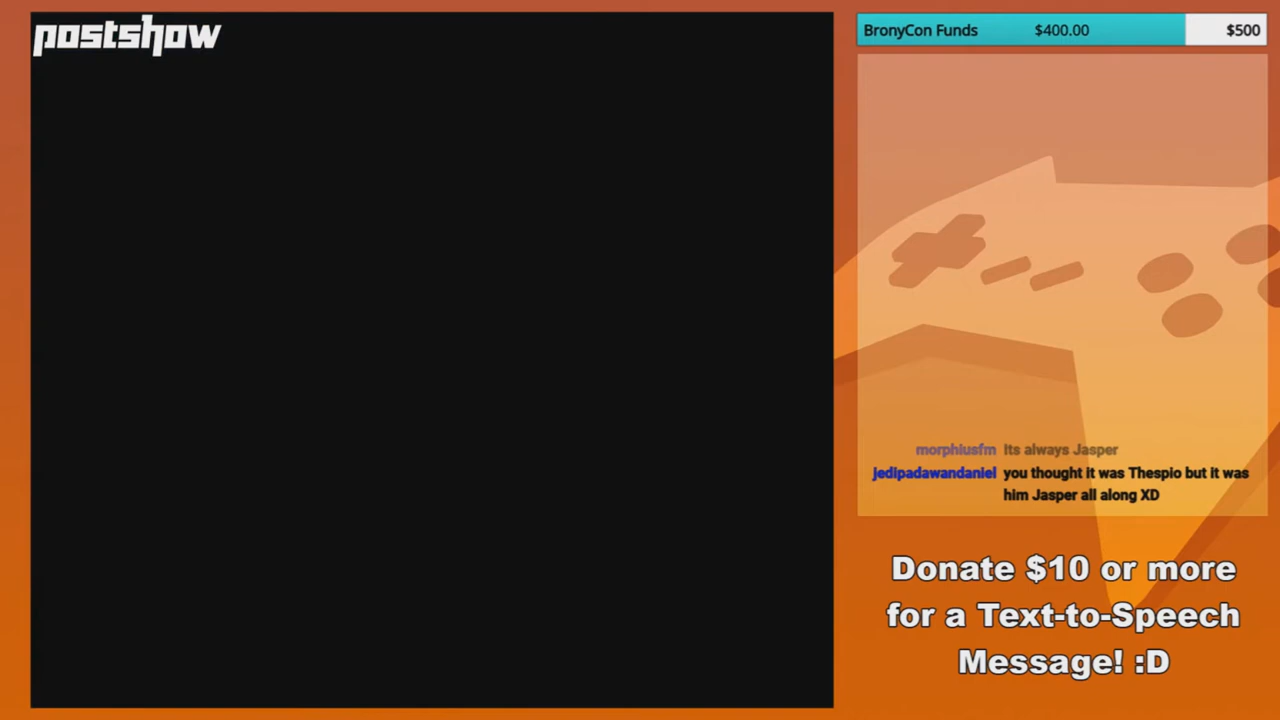 postshow
BronyCon Funds $400.00 $500
morphiusfm Its always Jasper
jedipadawandaniel you thought it was Thespio but it was
him Jasper all along XD
Donate $10 or more
for a Text-to-Speech
Message! :D